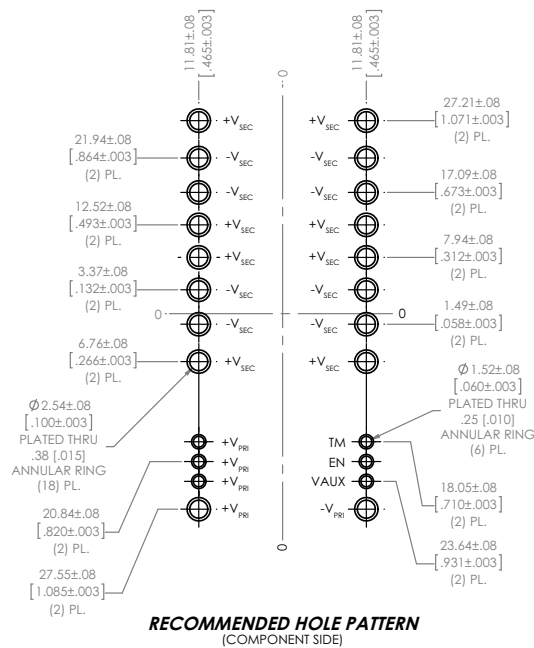 11.81±.08
[.465±.003]
11.81±.08
[.465±.003]
0
+VSEC
+VSEC
27.21±.08
[1.071±.003]
(2) PL.
21.94±.08
[.864±.003]
(2) PL.
-VSEC
-VSEC
17.09±.08
[.673±.003]
(2) PL.
-VSEC
-VSEC
12.52±.08
[.493±.003]
(2) PL.
+VSEC
+VSEC
7.94±.08
[.312±.003]
(2) PL.
+VSEC
+VSEC
3.37±.08
[.132±.003]
(2) PL.
-VSEC
-VSEC
0
0
1.49±.08
[.058±.003]
(2) PL.
-VSEC
-VSEC
6.76±.08
[.266±.003]
(2) PL.
+VSEC
+VSEC
Ø2.54±.08
[.100±.003]
PLATED THRU
.38 [.015]
ANNULAR RING
(18) PL.
Ø1.52±.08
[.060±.003]
PLATED THRU
.25 [.010]
ANNULAR RING
(6) PL.
+VPRI
TM
+VPRI
EN
+VPRI
VAUX
+VPRI
-VPRI
18.05±.08
[.710±.003]
(2) PL.
20.84±.08
[.820±.003]
(2) PL.
23.64±.08
[.931±.003]
(2) PL.
27.55±.08
[1.085±.003]
(2) PL.
0
RECOMMENDED HOLE PATTERN
(COMPONENT SIDE)